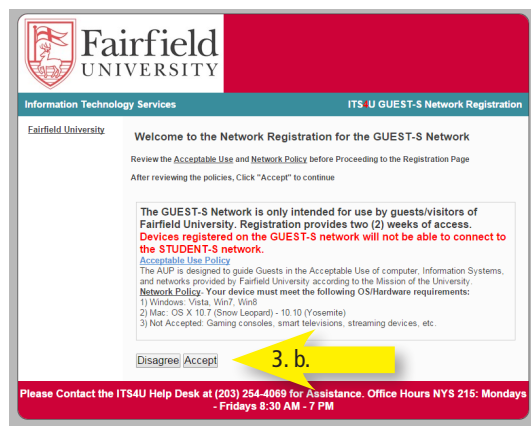 Fairfield
UNIVERSITY
Information Technology Services
ITS4U GUEST-S Network Registration
Fairfield University
Welcome to the Network Registration for the GUEST-S Network
Review the Acceptable Use and Network Policy before Proceeding to the Registration Page
After reviewing the policies, Click "Accept" to continue
The GUEST-S Network is only intended for use by guests/visitors of
Fairfield University. Registration provides two (2) weeks of access.
Devices registered on the GUEST-S network will not be able to connect to
the STUDENT-S network.
Acceptable Use Policy
The AUP is designed to guide Guests in the Acceptable Use of computer, Information Systems,
and networks provided by Fairfield University according to the Mission of the University.
Network Policy- Your device must meet the following OS/Hardware requirements:
1) Windows: Vista, Win7, Win8
2) Mac: OS X 10.7 (Snow Leopard) - 10.10 (Yosemite)
3) Not Accepted: Gaming consoles, smart televisions, streaming devices, etc.
Disagree Accept
3. b.
Please Contact the ITS4U Help Desk at (203) 254-4069 for Assistance. Office Hours NYS 215: Mondays
- Fridays 8:30 AM - 7 PM